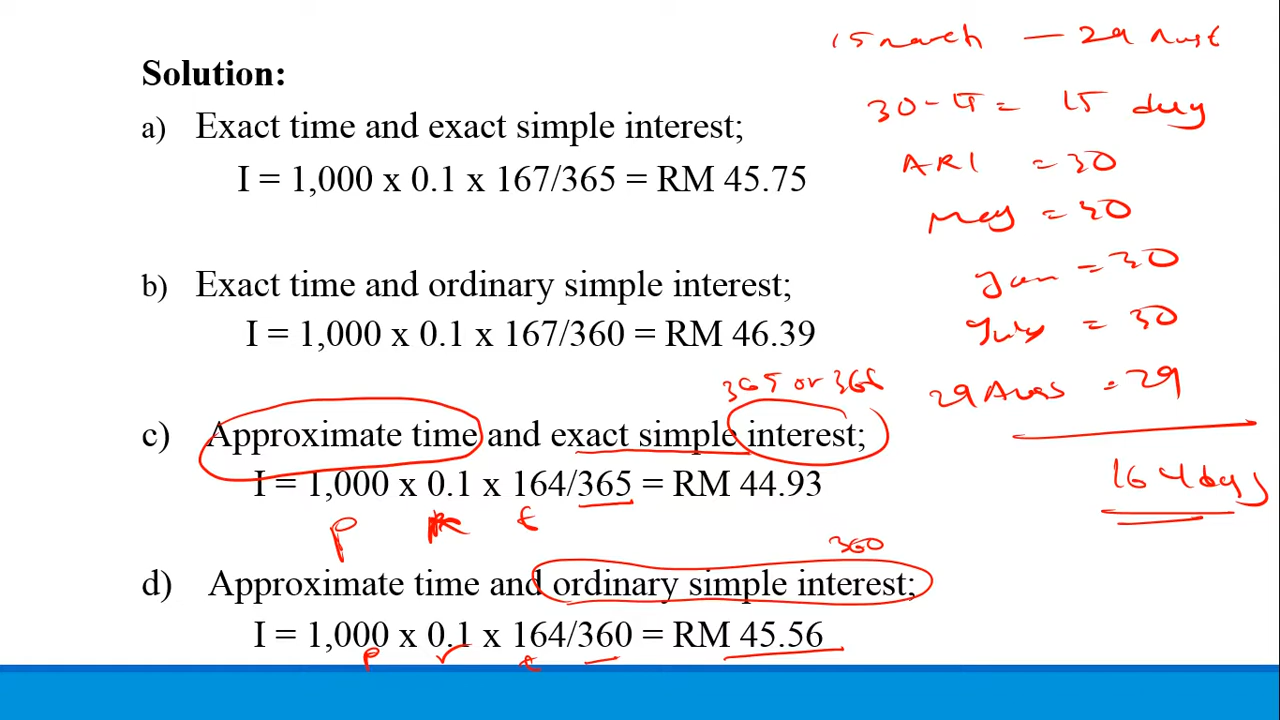 15 march — 29 Aust
Solution:
30 - 15 = 15 day
a) Exact time and exact simple interest;
APRI = 30
I = 1,000 x 0.1 x 167/365 = RM 45.75
May = 30
b) Exact time and ordinary simple interest;
Jun = 30
I = 1,000 x 0.1 x 167/360 = RM 46.39
July = 30
365 or 366
29 Augs = 29
c) Approximate time and exact simple interest;
I = 1,000 x 0.1 x 164/365 = RM 44.93
164 days
P R t
360
d) Approximate time and ordinary simple interest;
I = 1,000 x 0.1 x 164/360 = RM 45.56
P r t